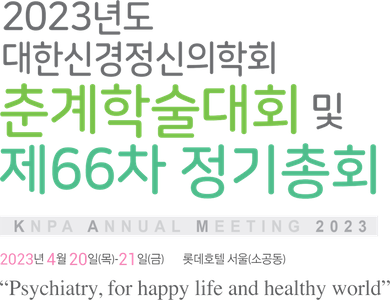 2023년도
대한신경정신의학회
춘계학술대회 및
제66차 정기총회
KNPA ANNUAL MEETING 2023
2023년 4월 20일(목)-21일(금) 롯데호텔 서울(소공동)
“Psychiatry, for happy life and healthy world”